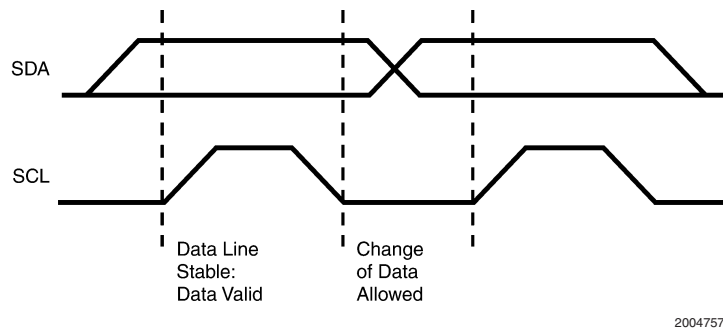 SDA
SCL
Data Line
Stable:
Data Valid
Change
of Data
Allowed
2004757